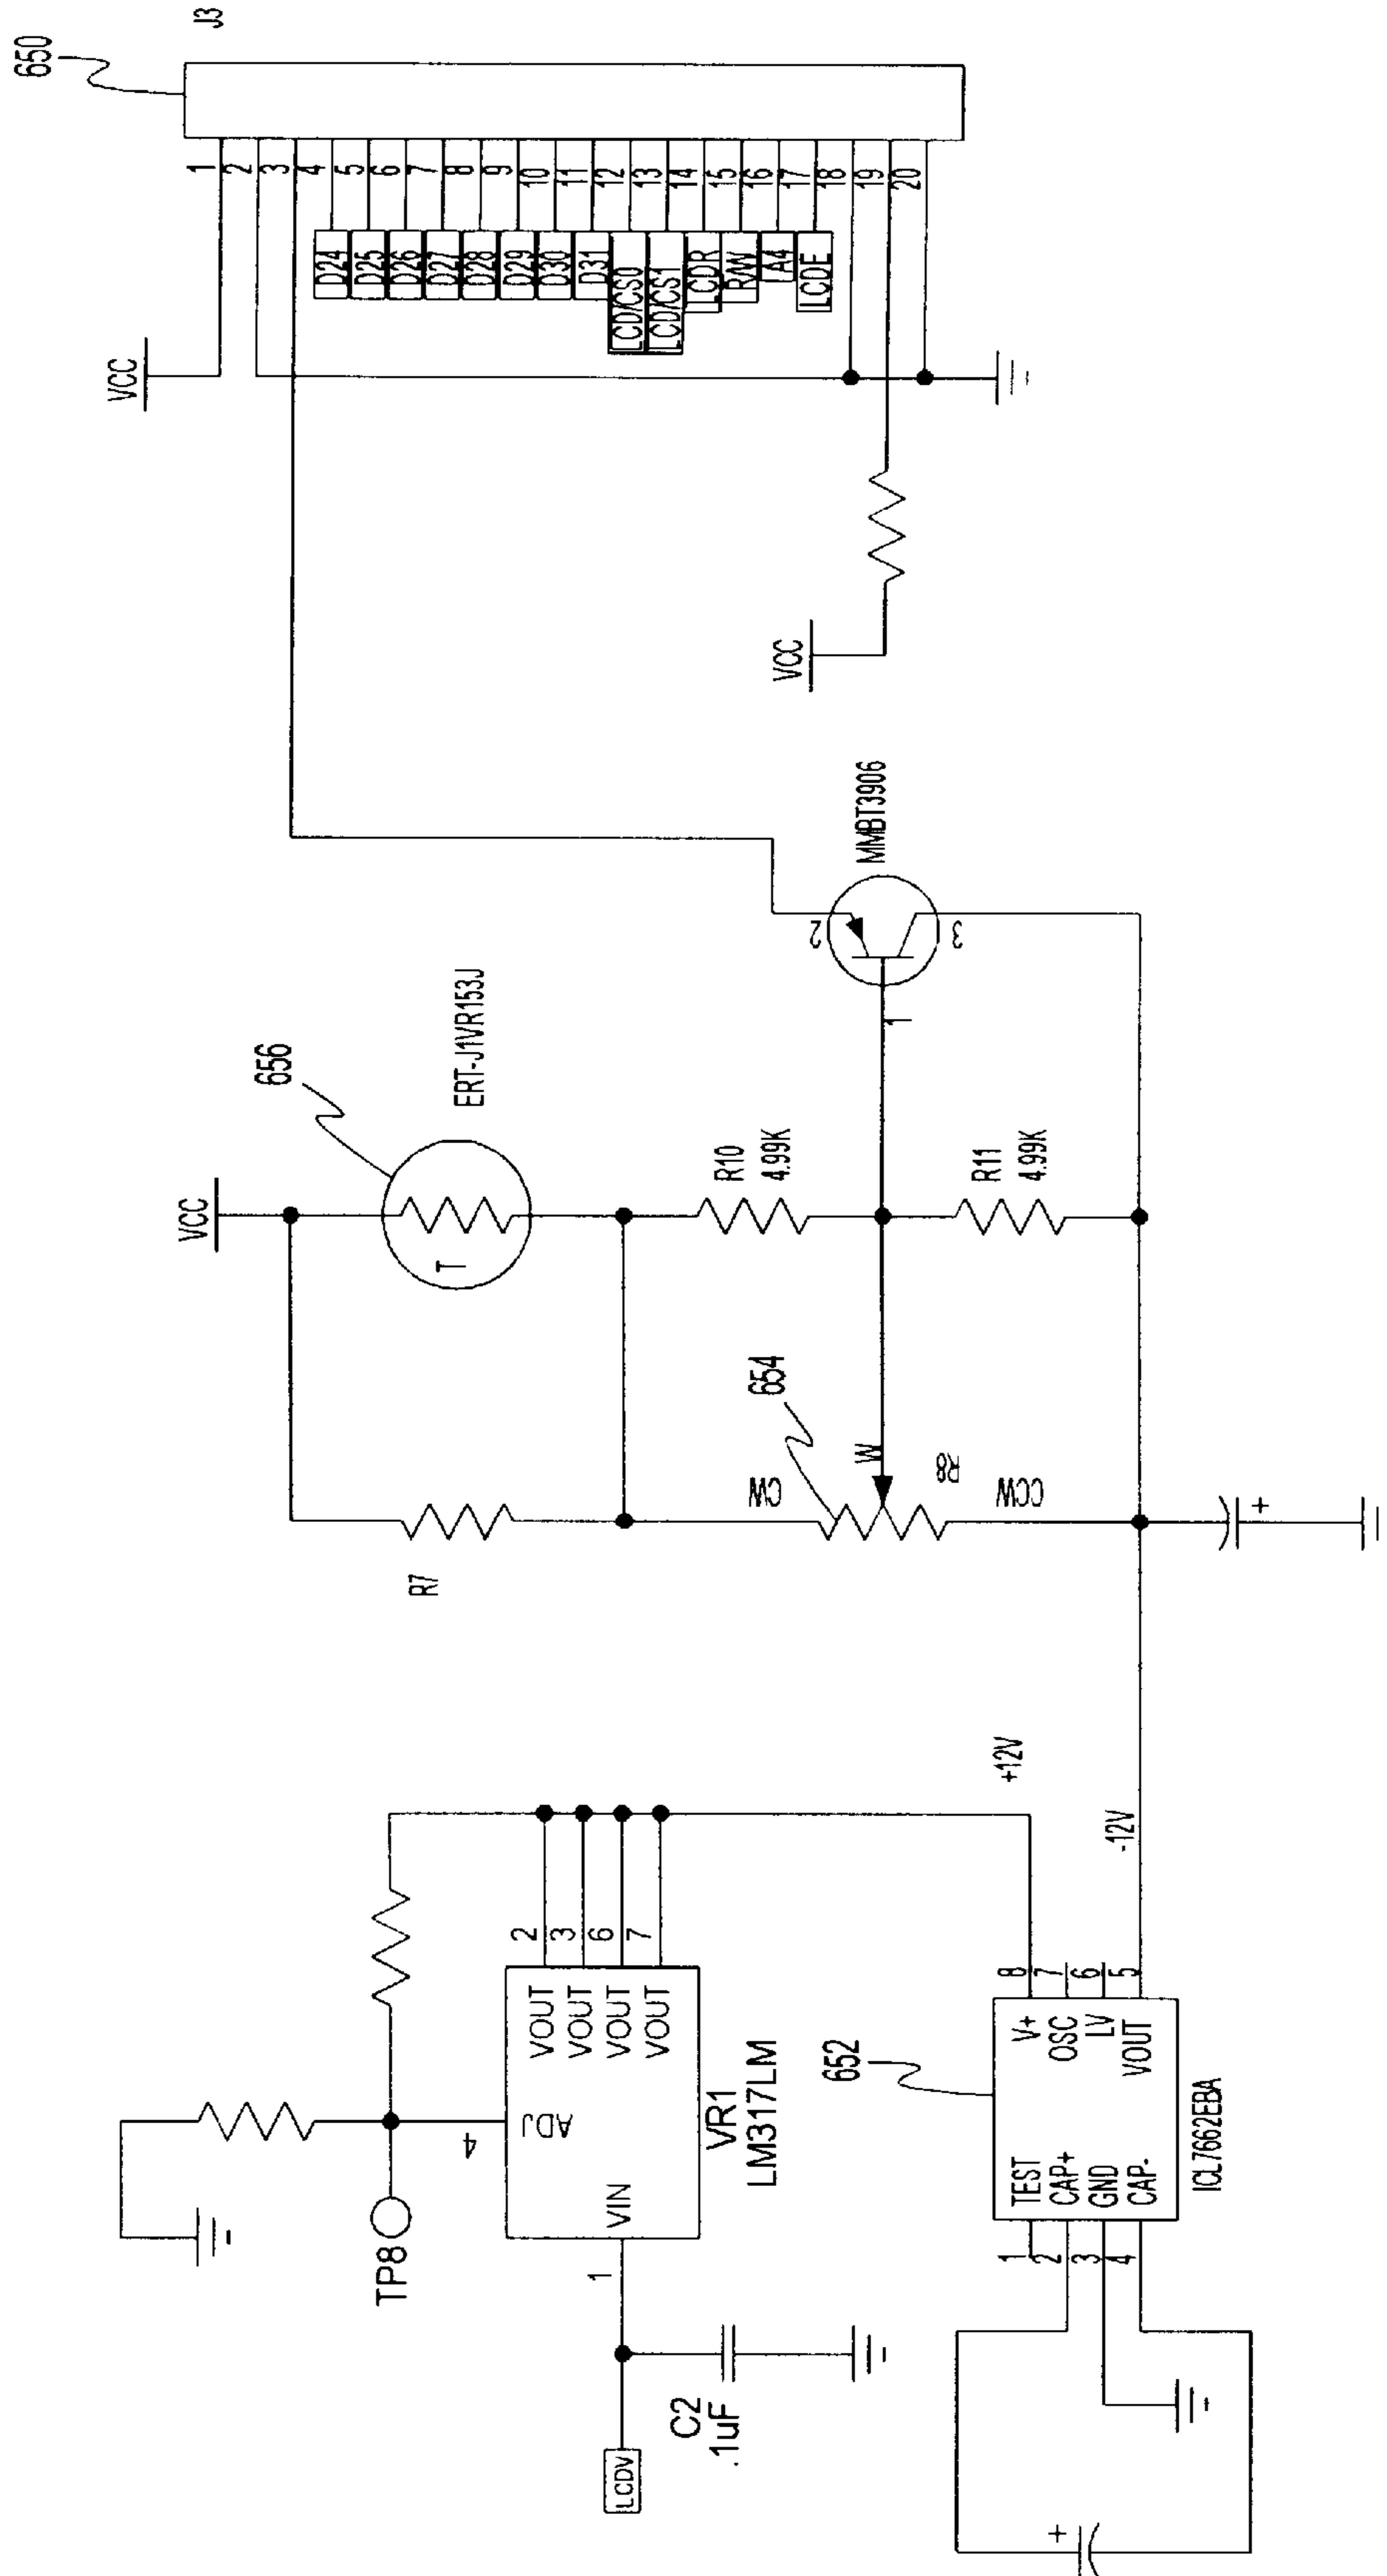 650
J3
1
2
3
4
5
6
7
8
9
10
11
12
13
14
15
16
17
18
19
20
D24
D25
D26
D27
D28
D29
D30
D31
LCD/CS0
LCD/CS1
LCDR
R/W
A4
LCDE
VCC
VCC
MMBT3906
2
3
1
656
ERT-J1VR153J
VCC
T
R10
4.99K
R11
4.99K
654
W
R8
CW
CCW
+
R7
+12V
-12V
2
3
6
7
VOUT
VOUT
VOUT
VOUT
ADJ
4
VIN
1
VR1
LM317LM
TP8
C2
.1uF
LCDV
652
8
7
6
5
V+
OSC
LV
VOUT
TEST
CAP+
GND
CAP-
1
2
3
4
ICL7662EBA
+